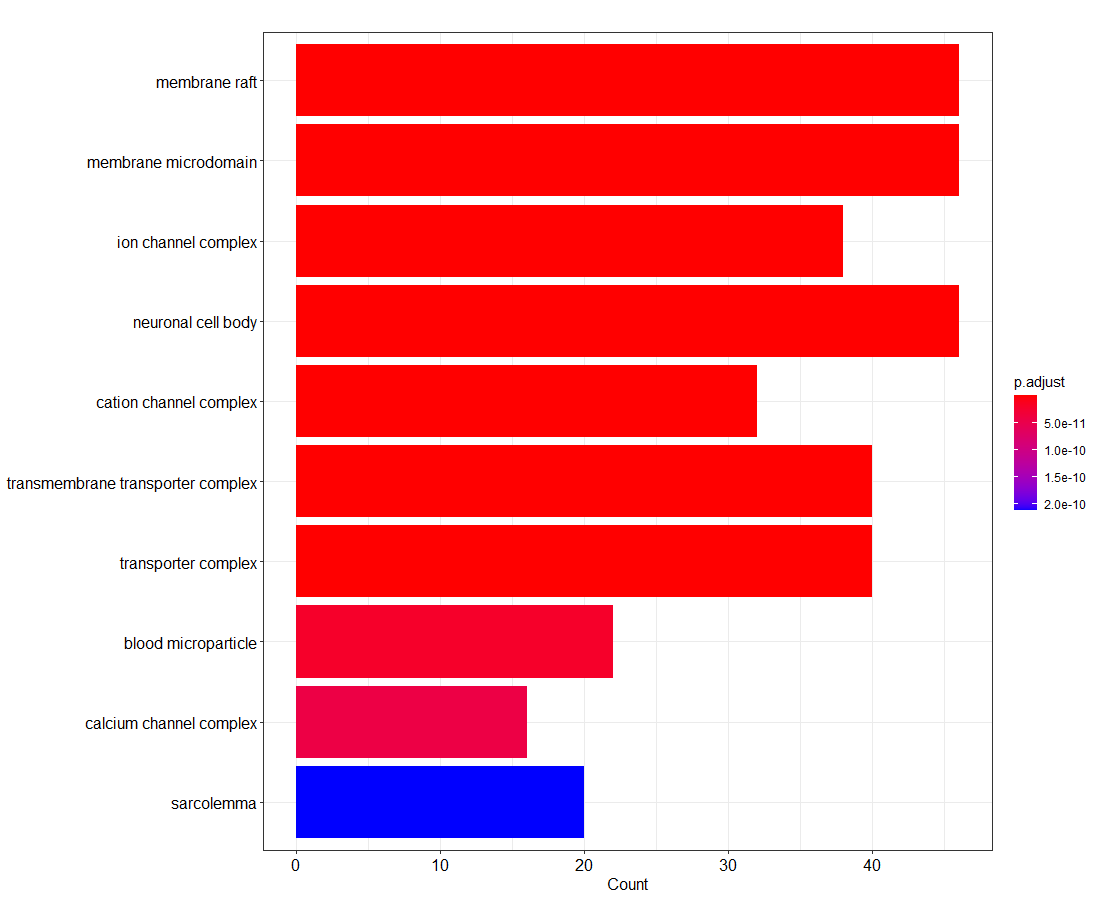 membrane raft
membrane microdomain
ion channel complex
neuronal cell body
cation channel complex
transmembrane transporter complex
transporter complex
blood microparticle
calcium channel complex
sarcolemma
0 10 20 30 40
Count
p.adjust
5.0e-11
1.0e-10
1.5e-10
2.0e-10